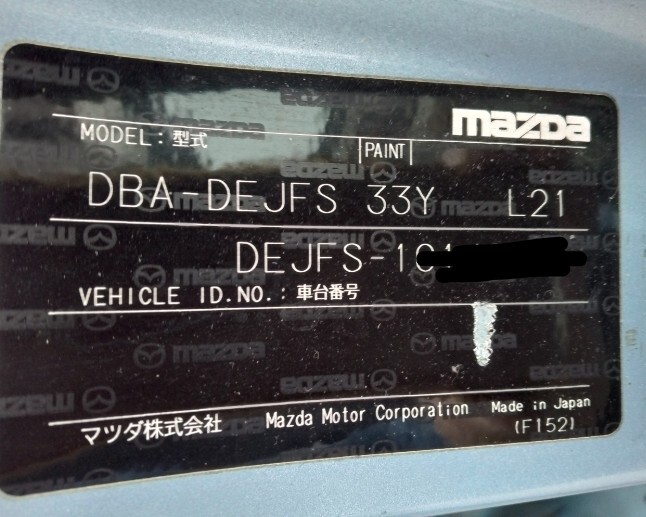 mazda
MODEL: 型式
PAINT
DBA-DEJFS 33Y L21
DEJFS-1
VEHICLE ID.NO.: 車台番号
マツダ株式会社 Mazda Motor Corporation Made in Japan
(F152)